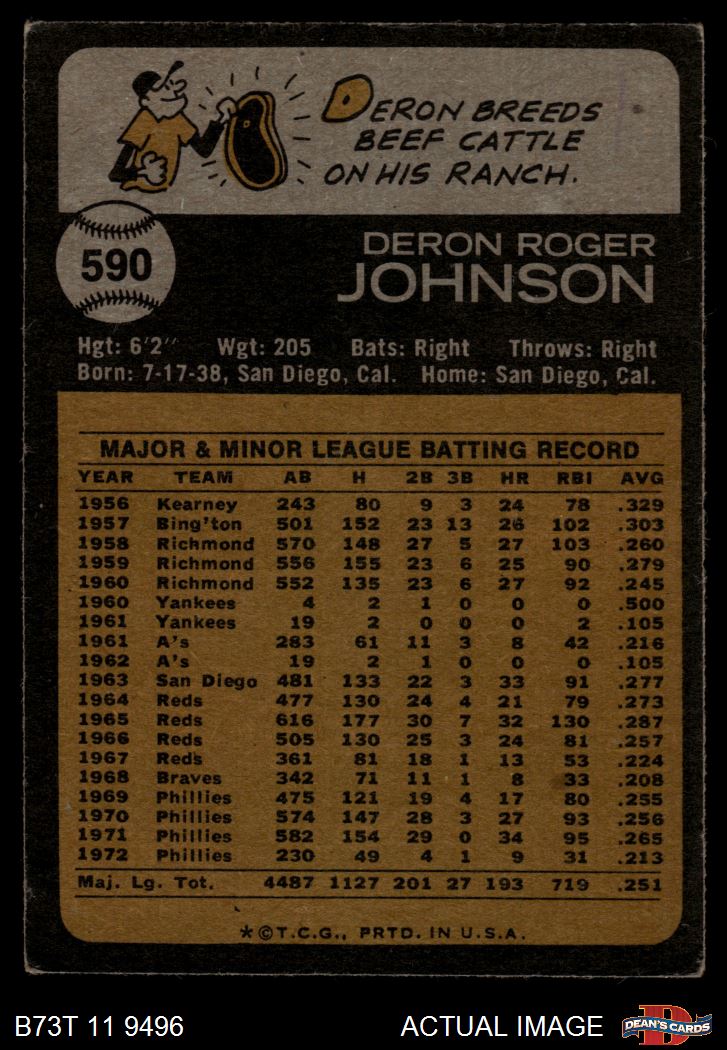 DERON BREEDS
BEEF CATTLE
ON HIS RANCH.
590
DERON ROGER
JOHNSON
Hgt: 6'2" Wgt: 205 Bats: Right Throws: Right
Born: 7-17-38, San Diego, Cal. Home: San Diego, Cal.
MAJOR & MINOR LEAGUE BATTING RECORD
YEAR TEAM AB H 2B 3B HR RBI AVG
1956 Kearney 243 80 9 3 24 78 .329
1957 Bing'ton 501 152 23 13 26 102 .303
1958 Richmond 570 148 27 5 27 103 .260
1959 Richmond 556 155 23 6 25 90 .279
1960 Richmond 552 135 23 6 27 92 .245
1960 Yankees 4 2 1 0 0 0 .500
1961 Yankees 19 2 0 0 0 2 .105
1961 A's 283 61 11 3 8 42 .216
1962 A's 19 2 1 0 0 0 .105
1963 San Diego 481 133 22 3 33 91 .277
1964 Reds 477 130 24 4 21 79 .273
1965 Reds 616 177 30 7 32 130 .287
1966 Reds 505 130 25 3 24 81 .257
1967 Reds 361 81 18 1 13 53 .224
1968 Braves 342 71 11 1 8 33 .208
1969 Phillies 475 121 19 4 17 80 .255
1970 Phillies 574 147 28 3 27 93 .256
1971 Phillies 582 154 29 0 34 95 .265
1972 Phillies 230 49 4 1 9 31 .213
Maj. Lg. Tot. 4487 1127 201 27 193 719 .251
*©T.C.G., PRTD. IN U.S.A.
B73T 11 9496 ACTUAL IMAGE D DEAN'S CARDS